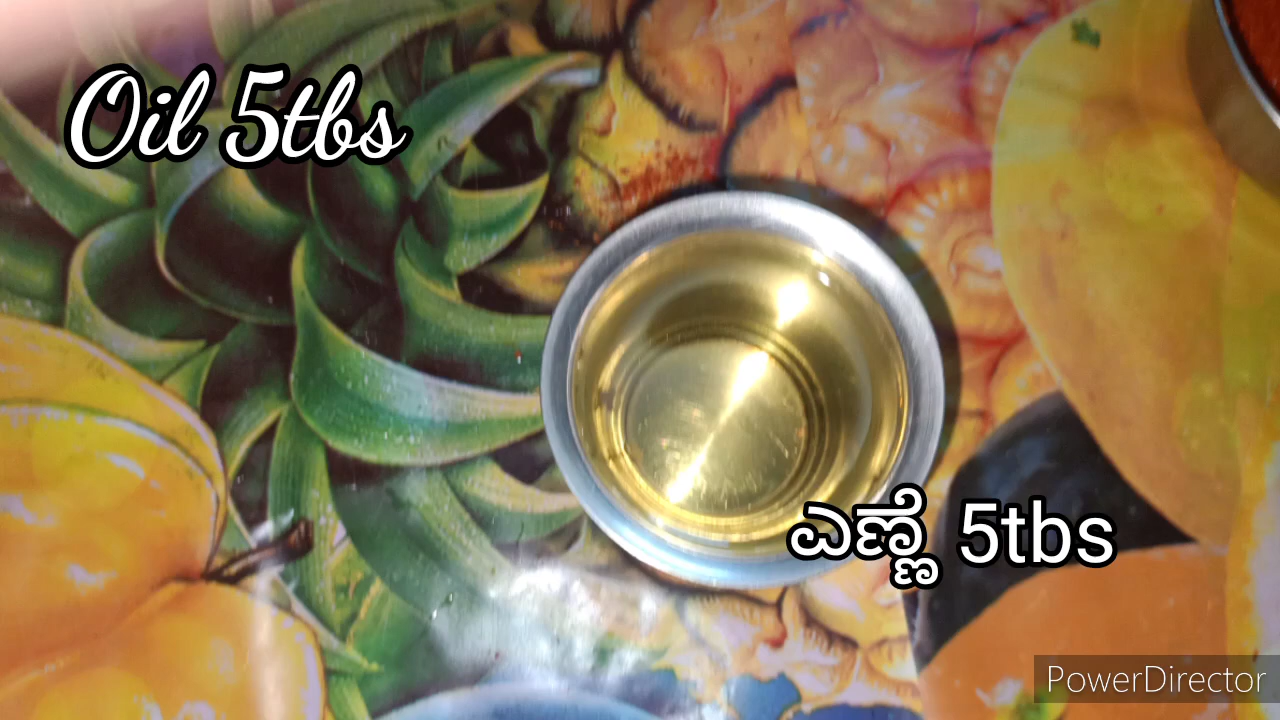 Oil 5tbs
ಎಣ್ಣೆ 5tbs
PowerDirector